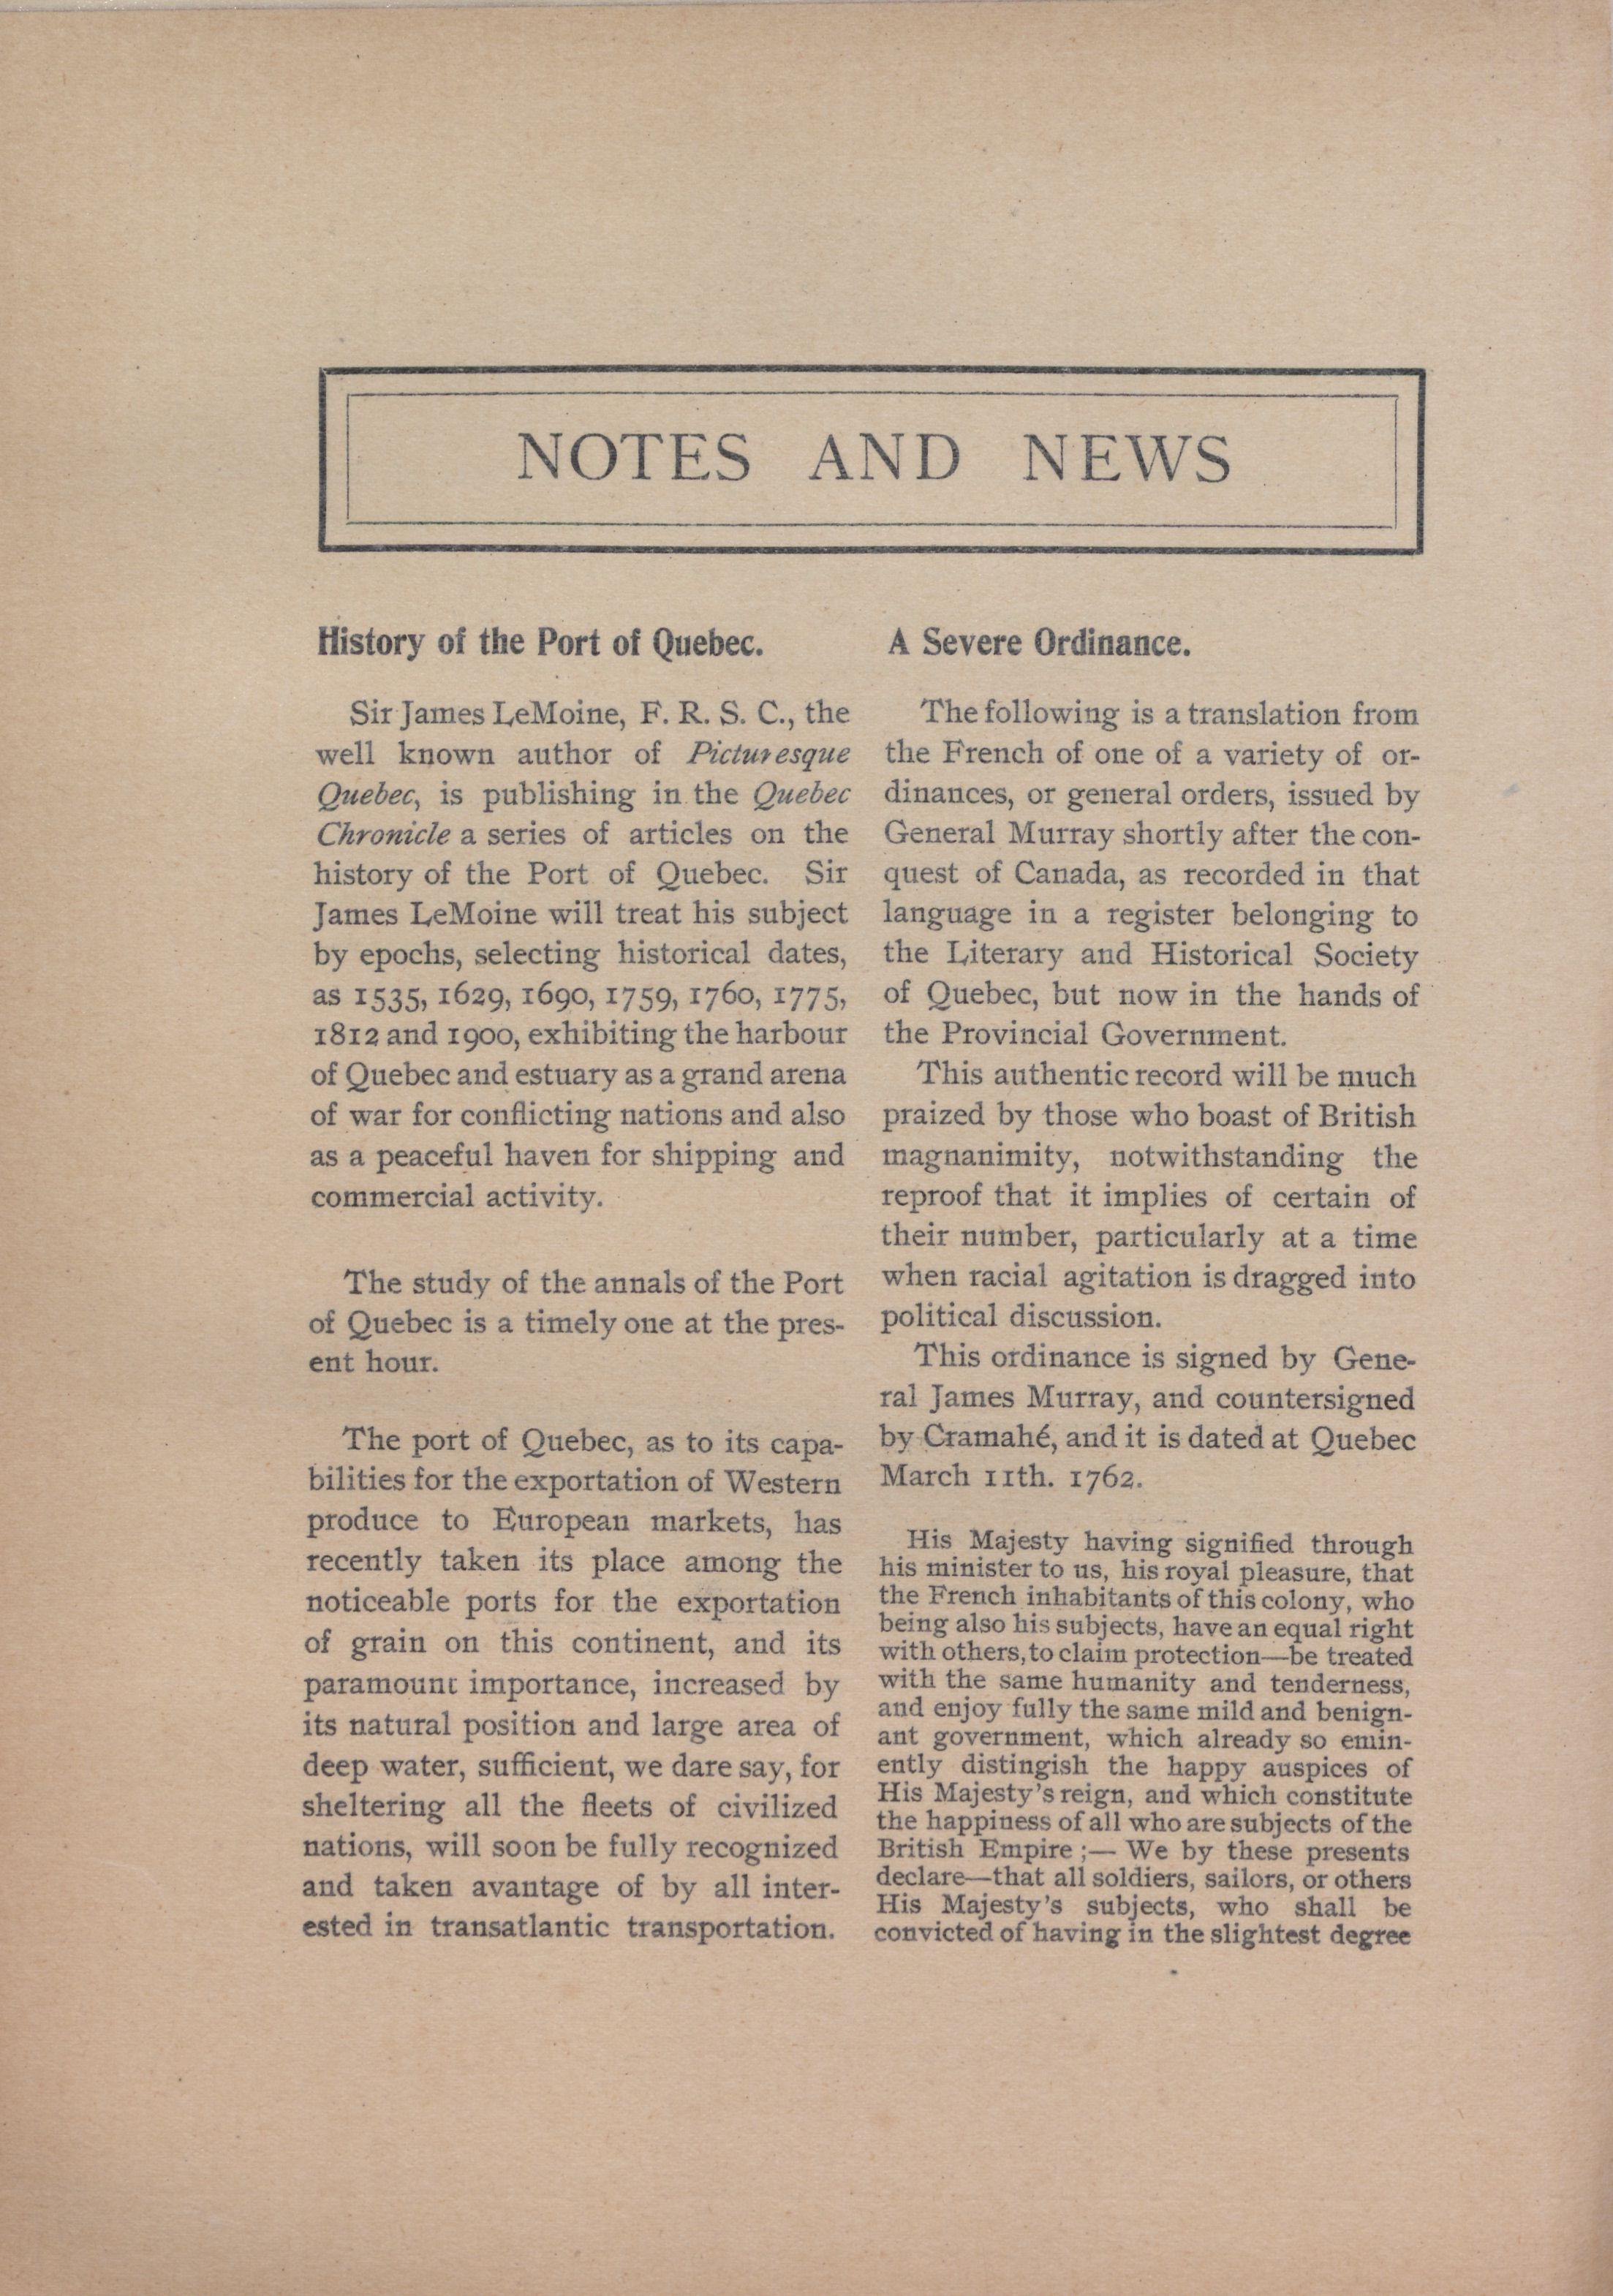 NOTES AND NEWS
History of the Port of Quebec.
Sir James LeMoine, F. R. S. C., the
well known author of Picturesque
Quebec, is publishing in the Quebec
Chronicle a series of articles on the
history of the Port of Quebec. Sir
James LeMoine will treat his subject
by epochs, selecting historical dates,
as 1535, 1629, 1690, 1759, 1760, 1775,
1812 and 1900, exhibiting the harbour
of Quebec and estuary as a grand arena
of war for conflicting nations and also
as a peaceful haven for shipping and
commercial activity.
The study of the annals of the Port
of Quebec is a timely one at the pres-
ent hour.
The port of Quebec, as to its capa-
bilities for the exportation of Western
produce to European markets, has
recently taken its place among the
noticeable ports for the exportation
of grain on this continent, and its
paramount importance, increased by
its natural position and large area of
deep water, sufficient, we dare say, for
sheltering all the fleets of civilized
nations, will soon be fully recognized
and taken avantage of by all inter-
ested in transatlantic transportation.
A Severe Ordinance.
The following is a translation from
the French of one of a variety of or-
dinances, or general orders, issued by
General Murray shortly after the con-
quest of Canada, as recorded in that
language in a register belonging to
the Literary and Historical Society
of Quebec, but now in the hands of
the Provincial Government.
This authentic record will be much
praized by those who boast of British
magnanimity, notwithstanding the
reproof that it implies of certain of
their number, particularly at a time
when racial agitation is dragged into
political discussion.
This ordinance is signed by Gene-
ral James Murray, and countersigned
by Cramahé, and it is dated at Quebec
March 11th. 1762.
His Majesty having signified through
his minister to us, his royal pleasure, that
the French inhabitants of this colony, who
being also his subjects, have an equal right
with others, to claim protection—be treated
with the same humanity and tenderness,
and enjoy fully the same mild and benign-
ant government, which already so emin-
ently distingish the happy auspices of
His Majesty's reign, and which constitute
the happiness of all who are subjects of the
British Empire ;— We by these presents
declare—that all soldiers, sailors, or others
His Majesty's subjects, who shall be
convicted of having in the slightest degree